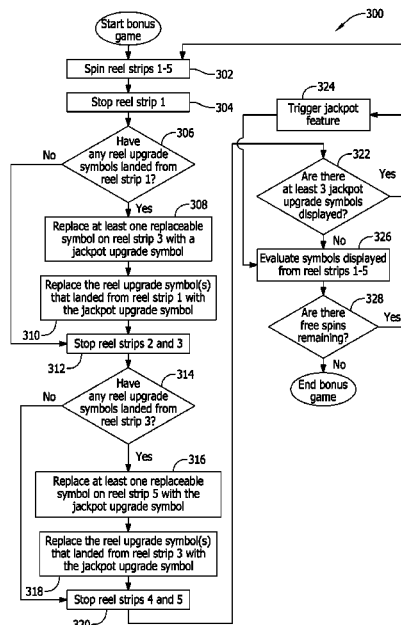 300
Start bonus
game
Spin reel strips 1-5
302
Stop reel strip 1
304
306
Have
any reel upgrade
symbols landed from
reel strip 1?
No
Yes
308
Replace at least one replaceable
symbol on reel strip 3 with a
jackpot upgrade symbol
Replace the reel upgrade symbol(s)
that landed from reel strip 1 with
the jackpot upgrade symbol
310
Stop reel strips 2 and 3
312
314
Have
any reel upgrade
symbols landed from
reel strip 3?
No
Yes
316
Replace at least one replaceable
symbol on reel strip 5 with the
jackpot upgrade symbol
Replace the reel upgrade symbol(s)
that landed from reel strip 3 with
the jackpot upgrade symbol
318
Stop reel strips 4 and 5
320
324
Trigger jackpot
feature
322
Are there
at least 3 jackpot
upgrade symbols
displayed?
Yes
No
326
Evaluate symbols displayed
from reel strips 1-5
328
Are there
free spins
remaining?
Yes
No
End bonus
game